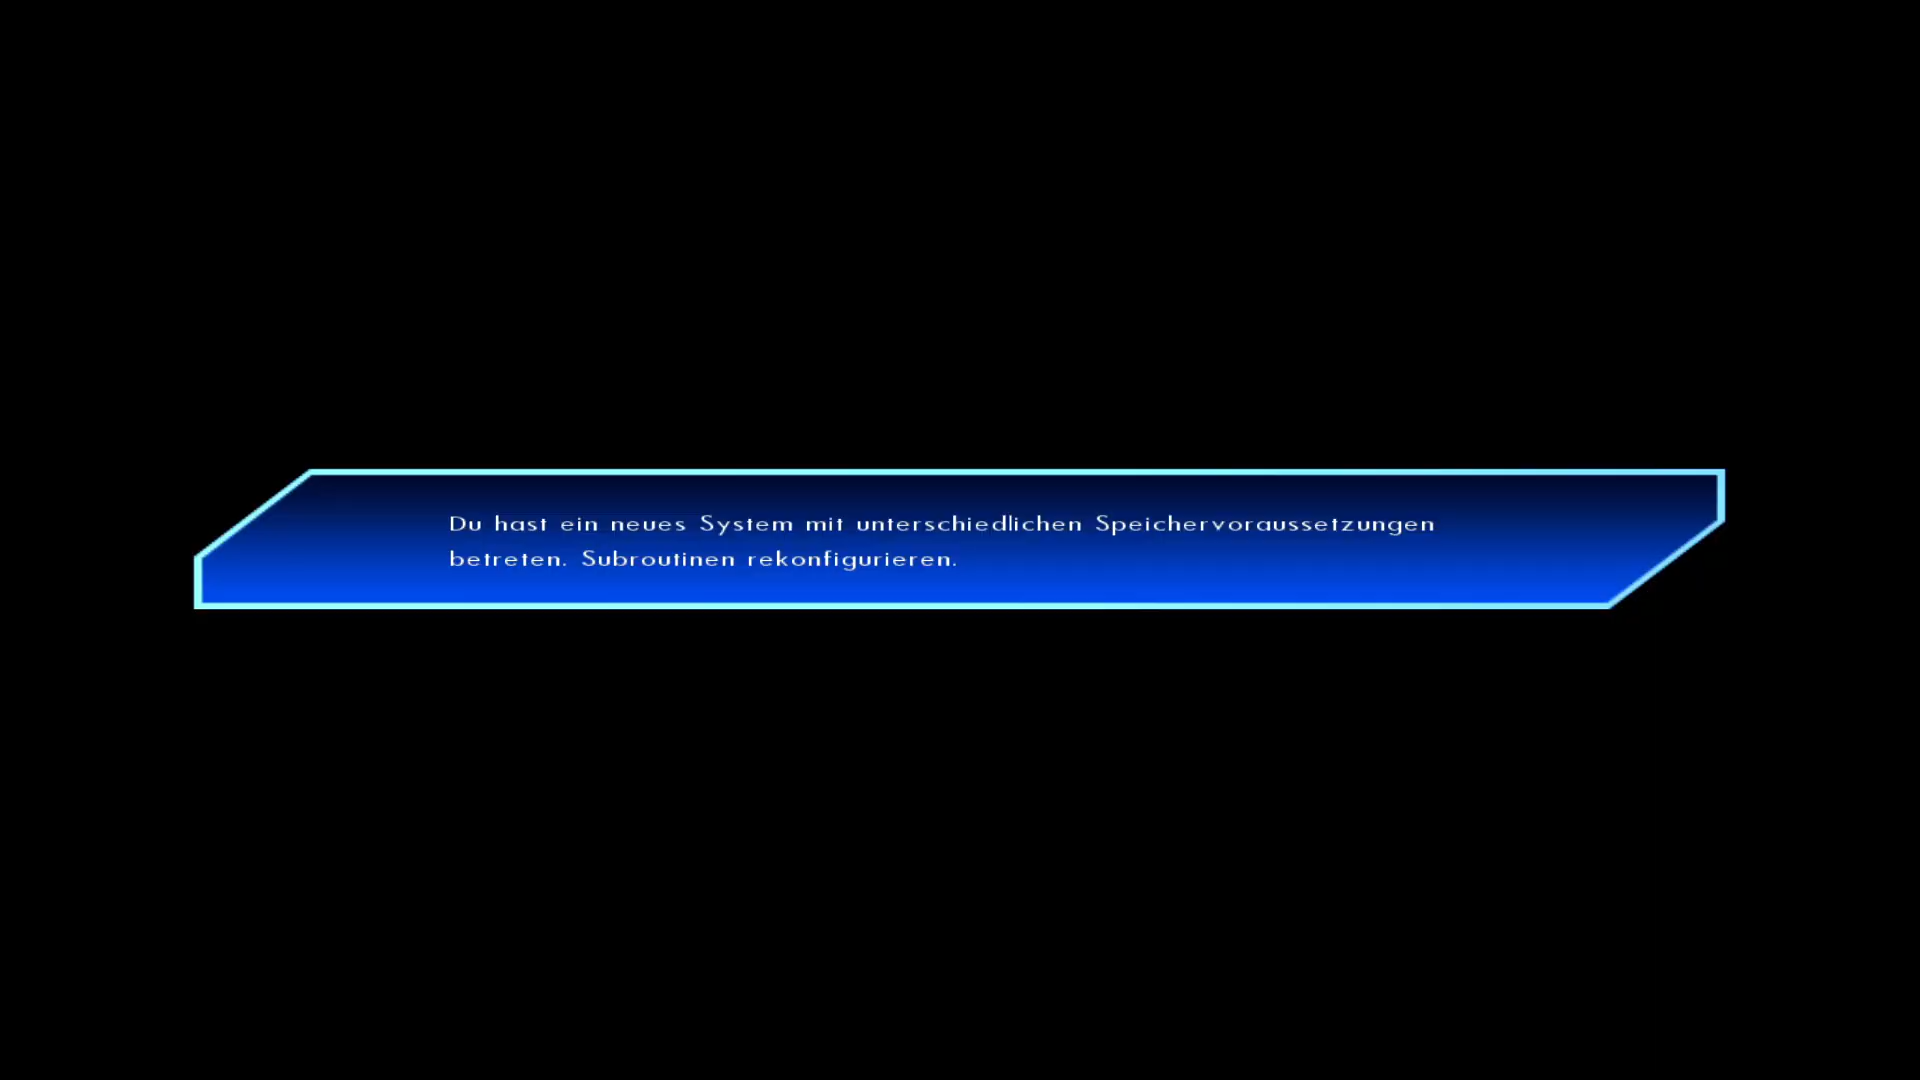 Du hast ein neues System mit unterschiedlichen Speichervoraussetzungen
betreten. Subroutinen rekonfigurieren.